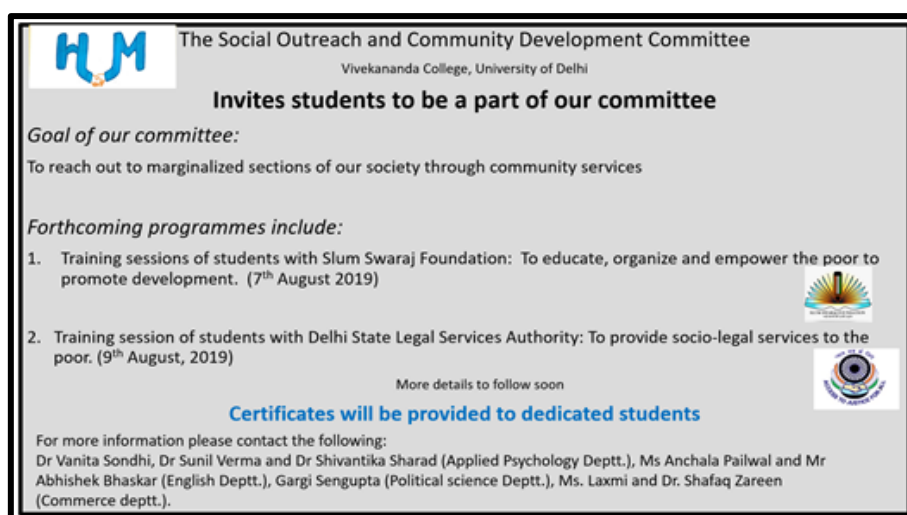 HUM
The Social Outreach and Community Development Committee
Vivekananda College, University of Delhi
Invites students to be a part of our committee
Goal of our committee:
To reach out to marginalized sections of our society through community services
Forthcoming programmes include:
1. Training sessions of students with Slum Swaraj Foundation: To educate, organize and empower the poor to
promote development. (7th August 2019)
2. Training session of students with Delhi State Legal Services Authority: To provide socio-legal services to the
poor. (9th August, 2019)
More details to follow soon
ACCESS TO JUSTICE FOR ALL
Certificates will be provided to dedicated students
For more information please contact the following:
Dr Vanita Sondhi, Dr Sunil Verma and Dr Shivantika Sharad (Applied Psychology Deptt.), Ms Anchala Pailwal and Mr
Abhishek Bhaskar (English Deptt.), Gargi Sengupta (Political science Deptt.), Ms. Laxmi and Dr. Shafaq Zareen
(Commerce deptt.).